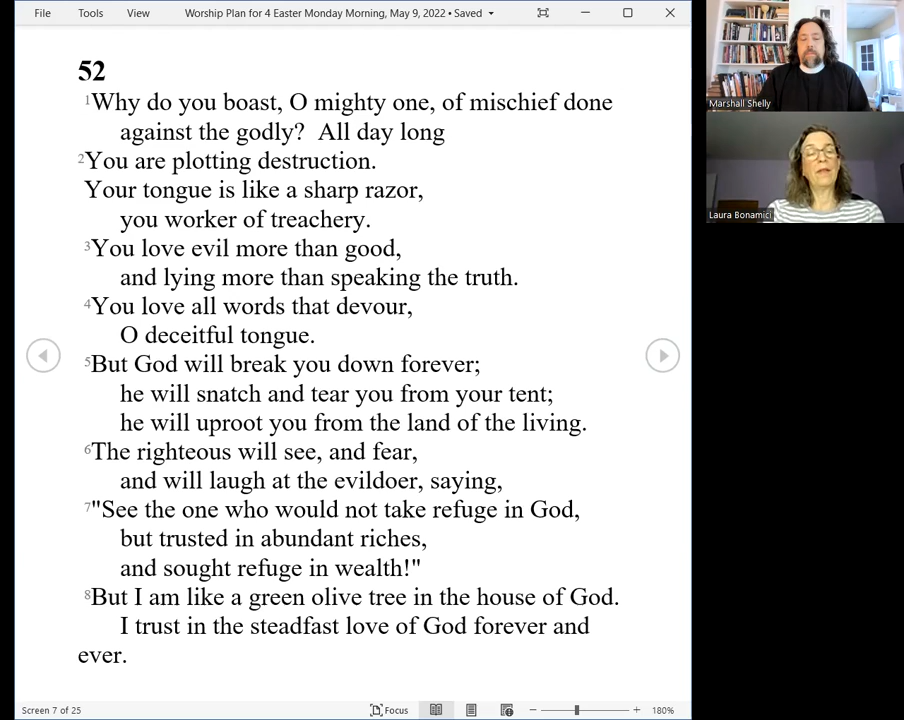 File Tools View Worship Plan for 4 Easter Monday Morning, May 9, 2022 • Saved
52
1Why do you boast, O mighty one, of mischief done
against the godly? All day long
2You are plotting destruction.
Your tongue is like a sharp razor,
you worker of treachery.
3You love evil more than good,
and lying more than speaking the truth.
4You love all words that devour,
O deceitful tongue.
5But God will break you down forever;
he will snatch and tear you from your tent;
he will uproot you from the land of the living.
6The righteous will see, and fear,
and will laugh at the evildoer, saying,
7"See the one who would not take refuge in God,
but trusted in abundant riches,
and sought refuge in wealth!"
8But I am like a green olive tree in the house of God.
I trust in the steadfast love of God forever and
ever.
Screen 7 of 25 Focus 180%
Marshall Shelly
Laura Bonamici